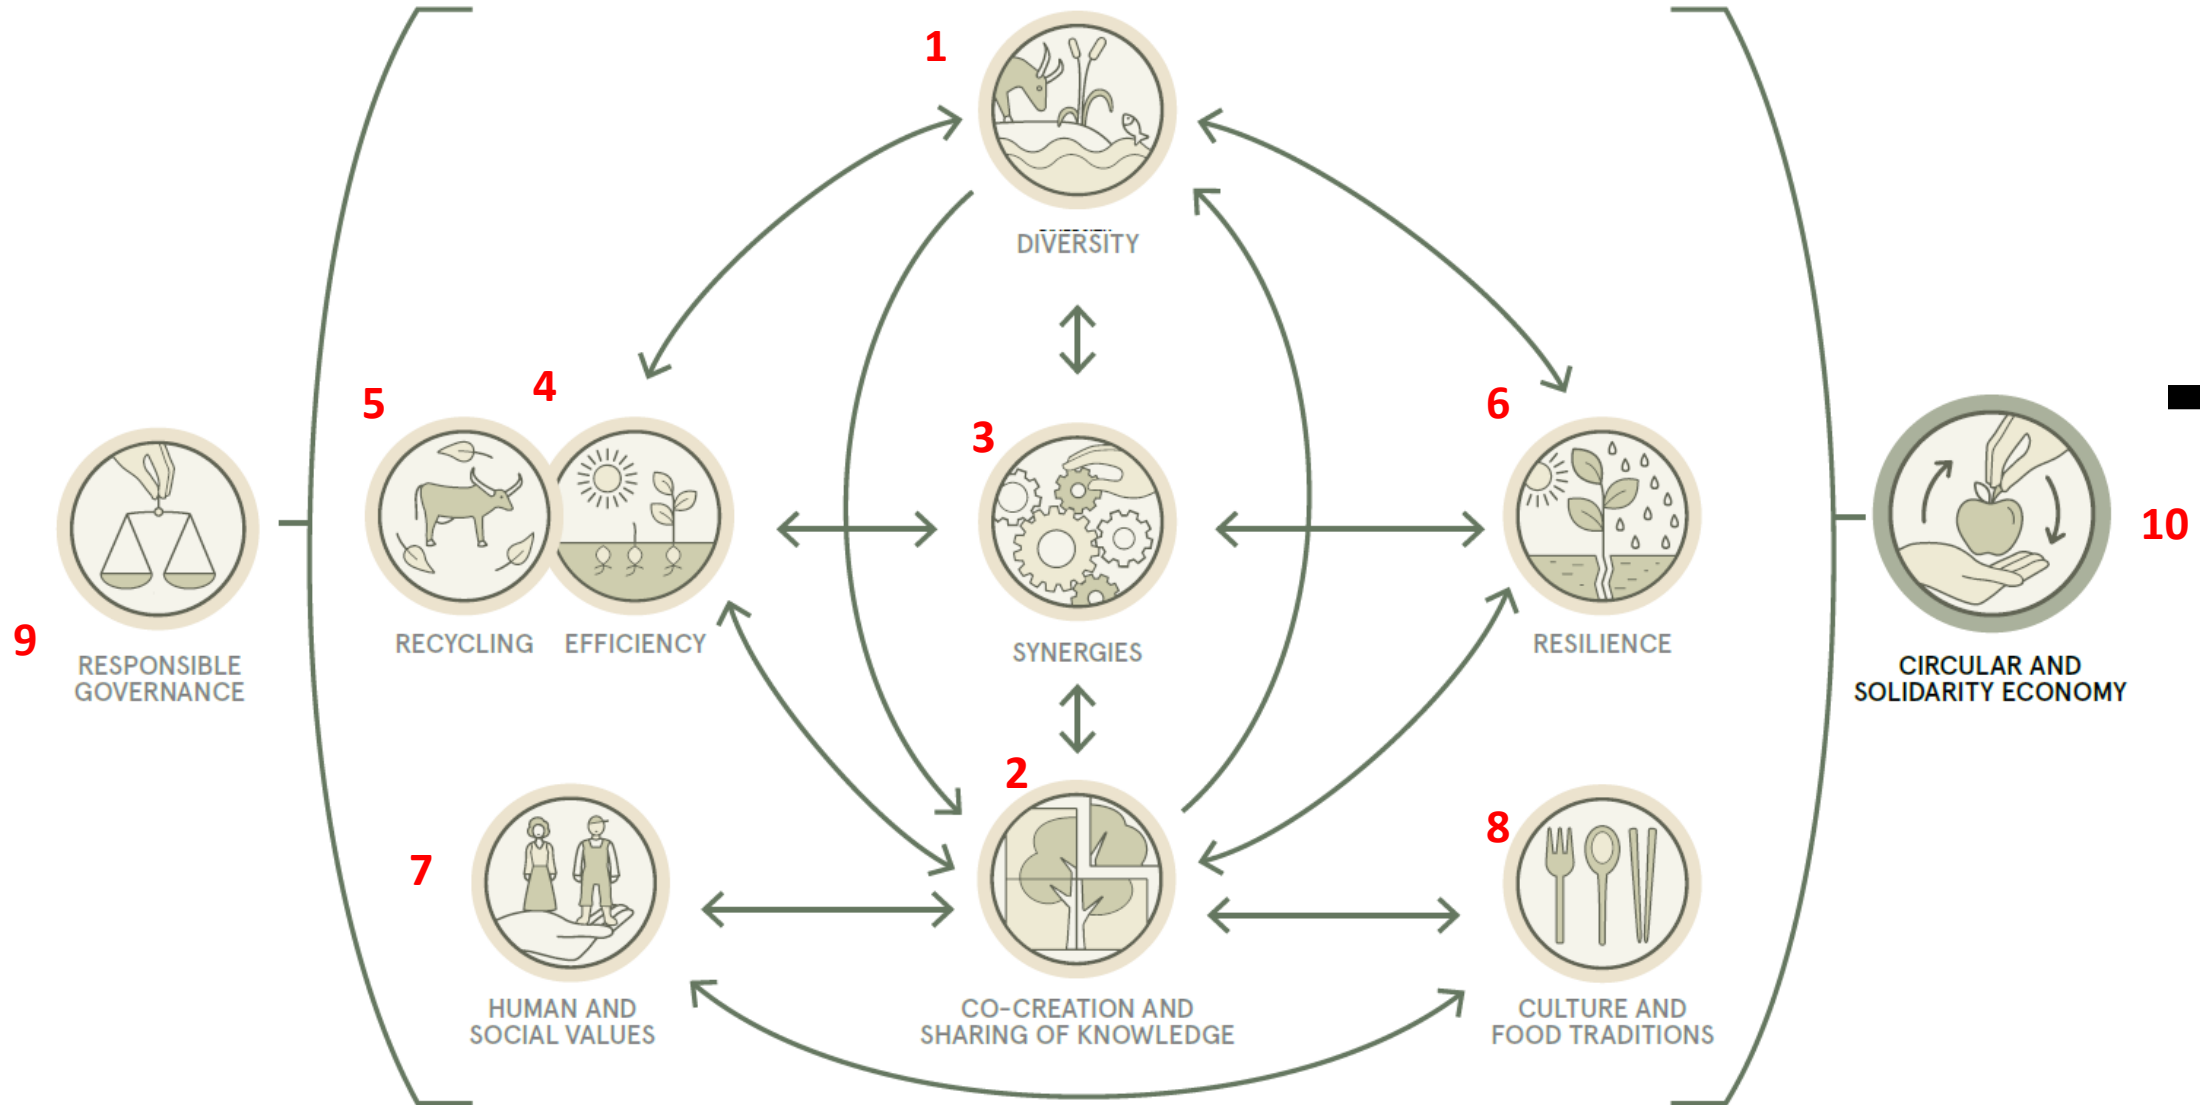 1
DIVERSITY
5
4
3
6
10
9
RECYCLING
EFFICIENCY
SYNERGIES
RESILIENCE
RESPONSIBLE
GOVERNANCE
CIRCULAR AND
SOLIDARITY ECONOMY
7
2
8
HUMAN AND
SOCIAL VALUES
CO-CREATION AND
SHARING OF KNOWLEDGE
CULTURE AND
FOOD TRADITIONS